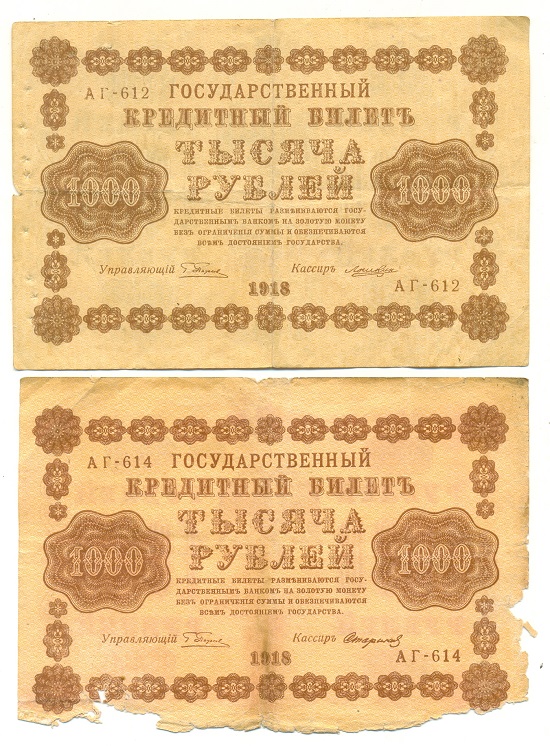 АГ-612 ГОСУДАРСТВЕННЫЙ
КРЕДИТНЫЙ БИЛЕТЪ
ТЫСЯЧА
1000 РУБЛЕЙ 1000
КРЕДИТНЫЕ БИЛЕТЫ РАЗМѢНИВАЮТСЯ ГОСУ-
ДАРСТВЕННЫМЪ БАНКОМЪ НА ЗОЛОТУЮ МОНЕТУ
БЕЗЪ ОГРАНИЧЕНІЯ СУММЫ И ОБЕЗПЕЧИВАЮТСЯ
ВСѢМЪ ДОСТОЯНІЕМЪ ГОСУДАРСТВА.
Управляющій Кассиръ
1918
АГ-612
АГ-614 ГОСУДАРСТВЕННЫЙ
КРЕДИТНЫЙ БИЛЕТЪ
ТЫСЯЧА
1000 РУБЛЕЙ 1000
КРЕДИТНЫЕ БИЛЕТЫ РАЗМѢНИВАЮТСЯ ГОСУ-
ДАРСТВЕННЫМЪ БАНКОМЪ НА ЗОЛОТУЮ МОНЕТУ
БЕЗЪ ОГРАНИЧЕНІЯ СУММЫ И ОБЕЗПЕЧИВАЮТСЯ
ВСѢМЪ ДОСТОЯНІЕМЪ ГОСУДАРСТВА.
Управляющій Кассиръ
1918
АГ-614